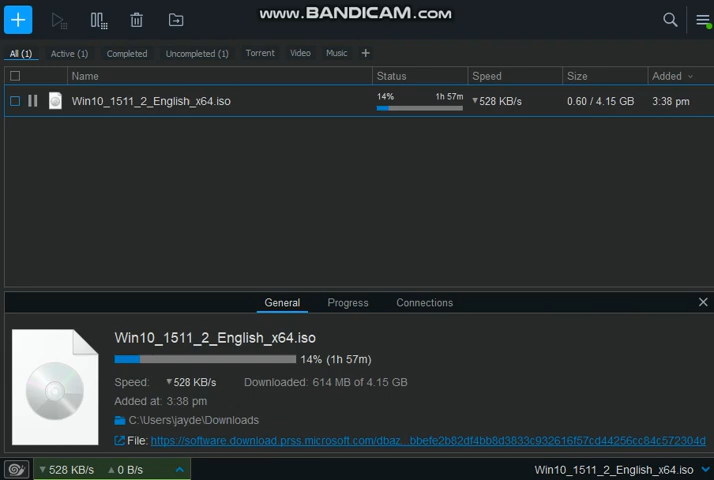 www.BANDICAM.com
All (1) Active (1) Completed Uncompleted (1) Torrent Video Music +
Name Status Speed Size Added
Win10_1511_2_English_x64.iso 14% 1h 57m 528 KB/s 0.60 / 4.15 GB 3:38 pm
General Progress Connections
Win10_1511_2_English_x64.iso
14% (1h 57m)
Speed: 528 KB/s Downloaded: 614 MB of 4.15 GB
Added at: 3:38 pm
C:\Users\jayde\Downloads
File: https://software.download.prss.microsoft.com/dbaz...bbefe2b82df4bb8d3833c932616f57cd44256cc84c572304d
528 KB/s 0 B/s Win10_1511_2_English_x64.iso